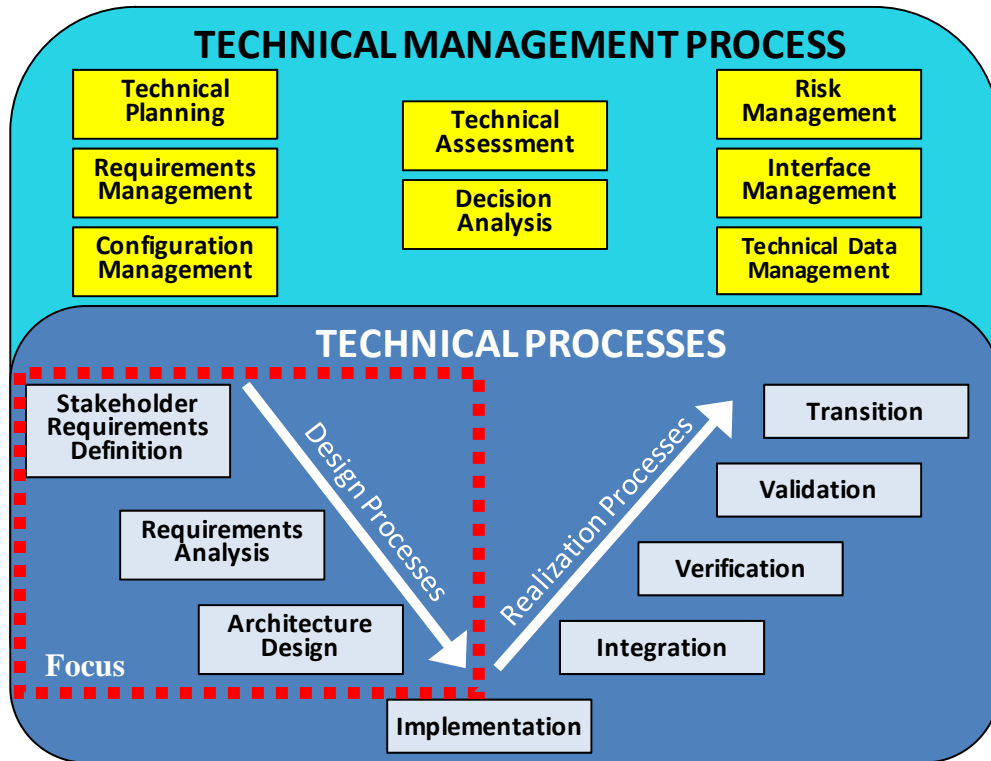 TECHNICAL MANAGEMENT PROCESS
Technical
Planning
Requirements
Management
Configuration
Management
Technical
Assessment
Decision
Analysis
Risk
Management
Interface
Management
Technical Data
Management
TECHNICAL PROCESSES
Stakeholder
Requirements
Definition
Requirements
Analysis
Architecture
Design
Focus
Design Processes
Implementation
Realization Processes
Transition
Validation
Verification
Integration